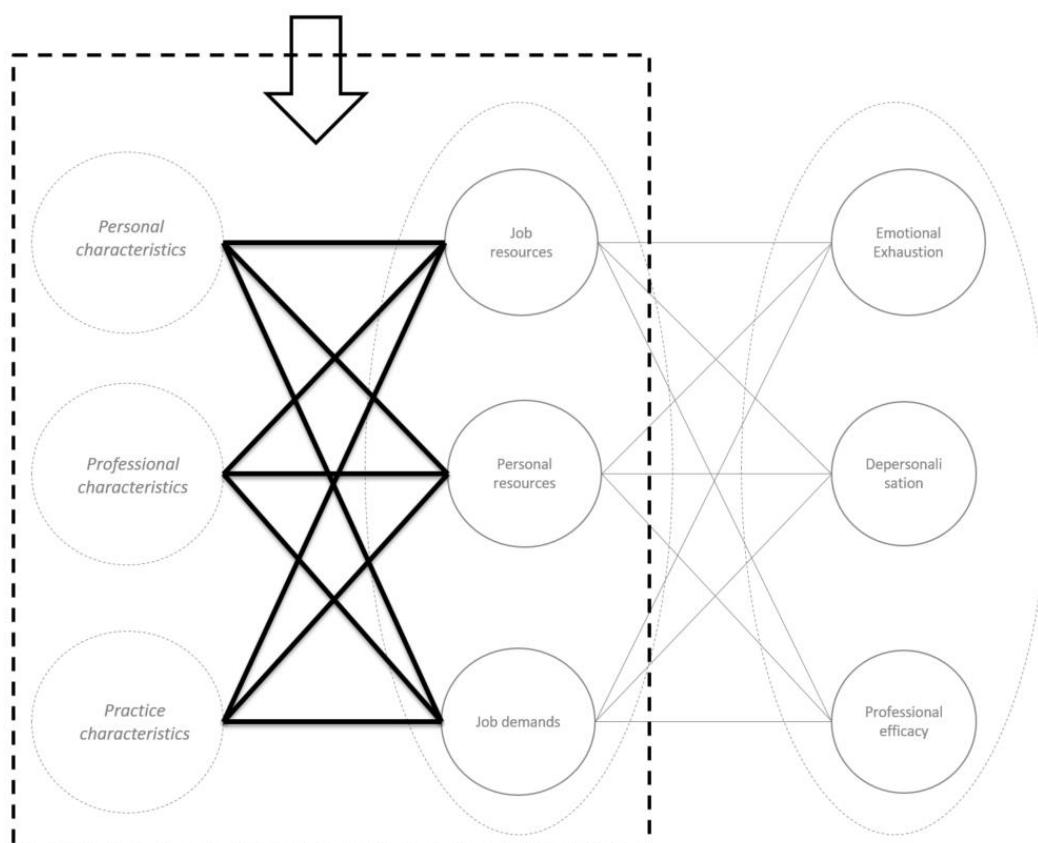 Personal
characteristics
Job
resources
Emotional
Exhaustion
Professional
characteristics
Personal
resources
Depersonali
sation
Practice
characteristics
Job demands
Professional
efficacy